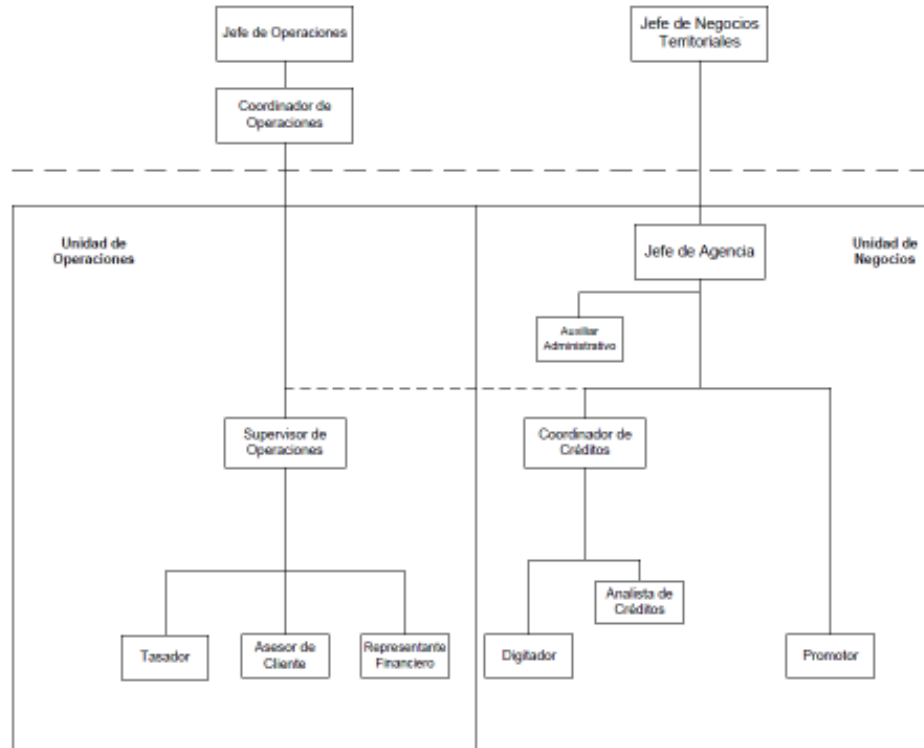 Jefe de Operaciones
Jefe de Negocios
Territoriales
Coordinador de
Operaciones
Unidad de
Operaciones
Jefe de Agencia
Unidad de
Negocios
Auxiliar
Administrativo
Supervisor de
Operaciones
Coordinador de
Créditos
Analista de
Créditos
Tasador
Asesor de
Cliente
Representante
Financiero
Digitador
Promotor